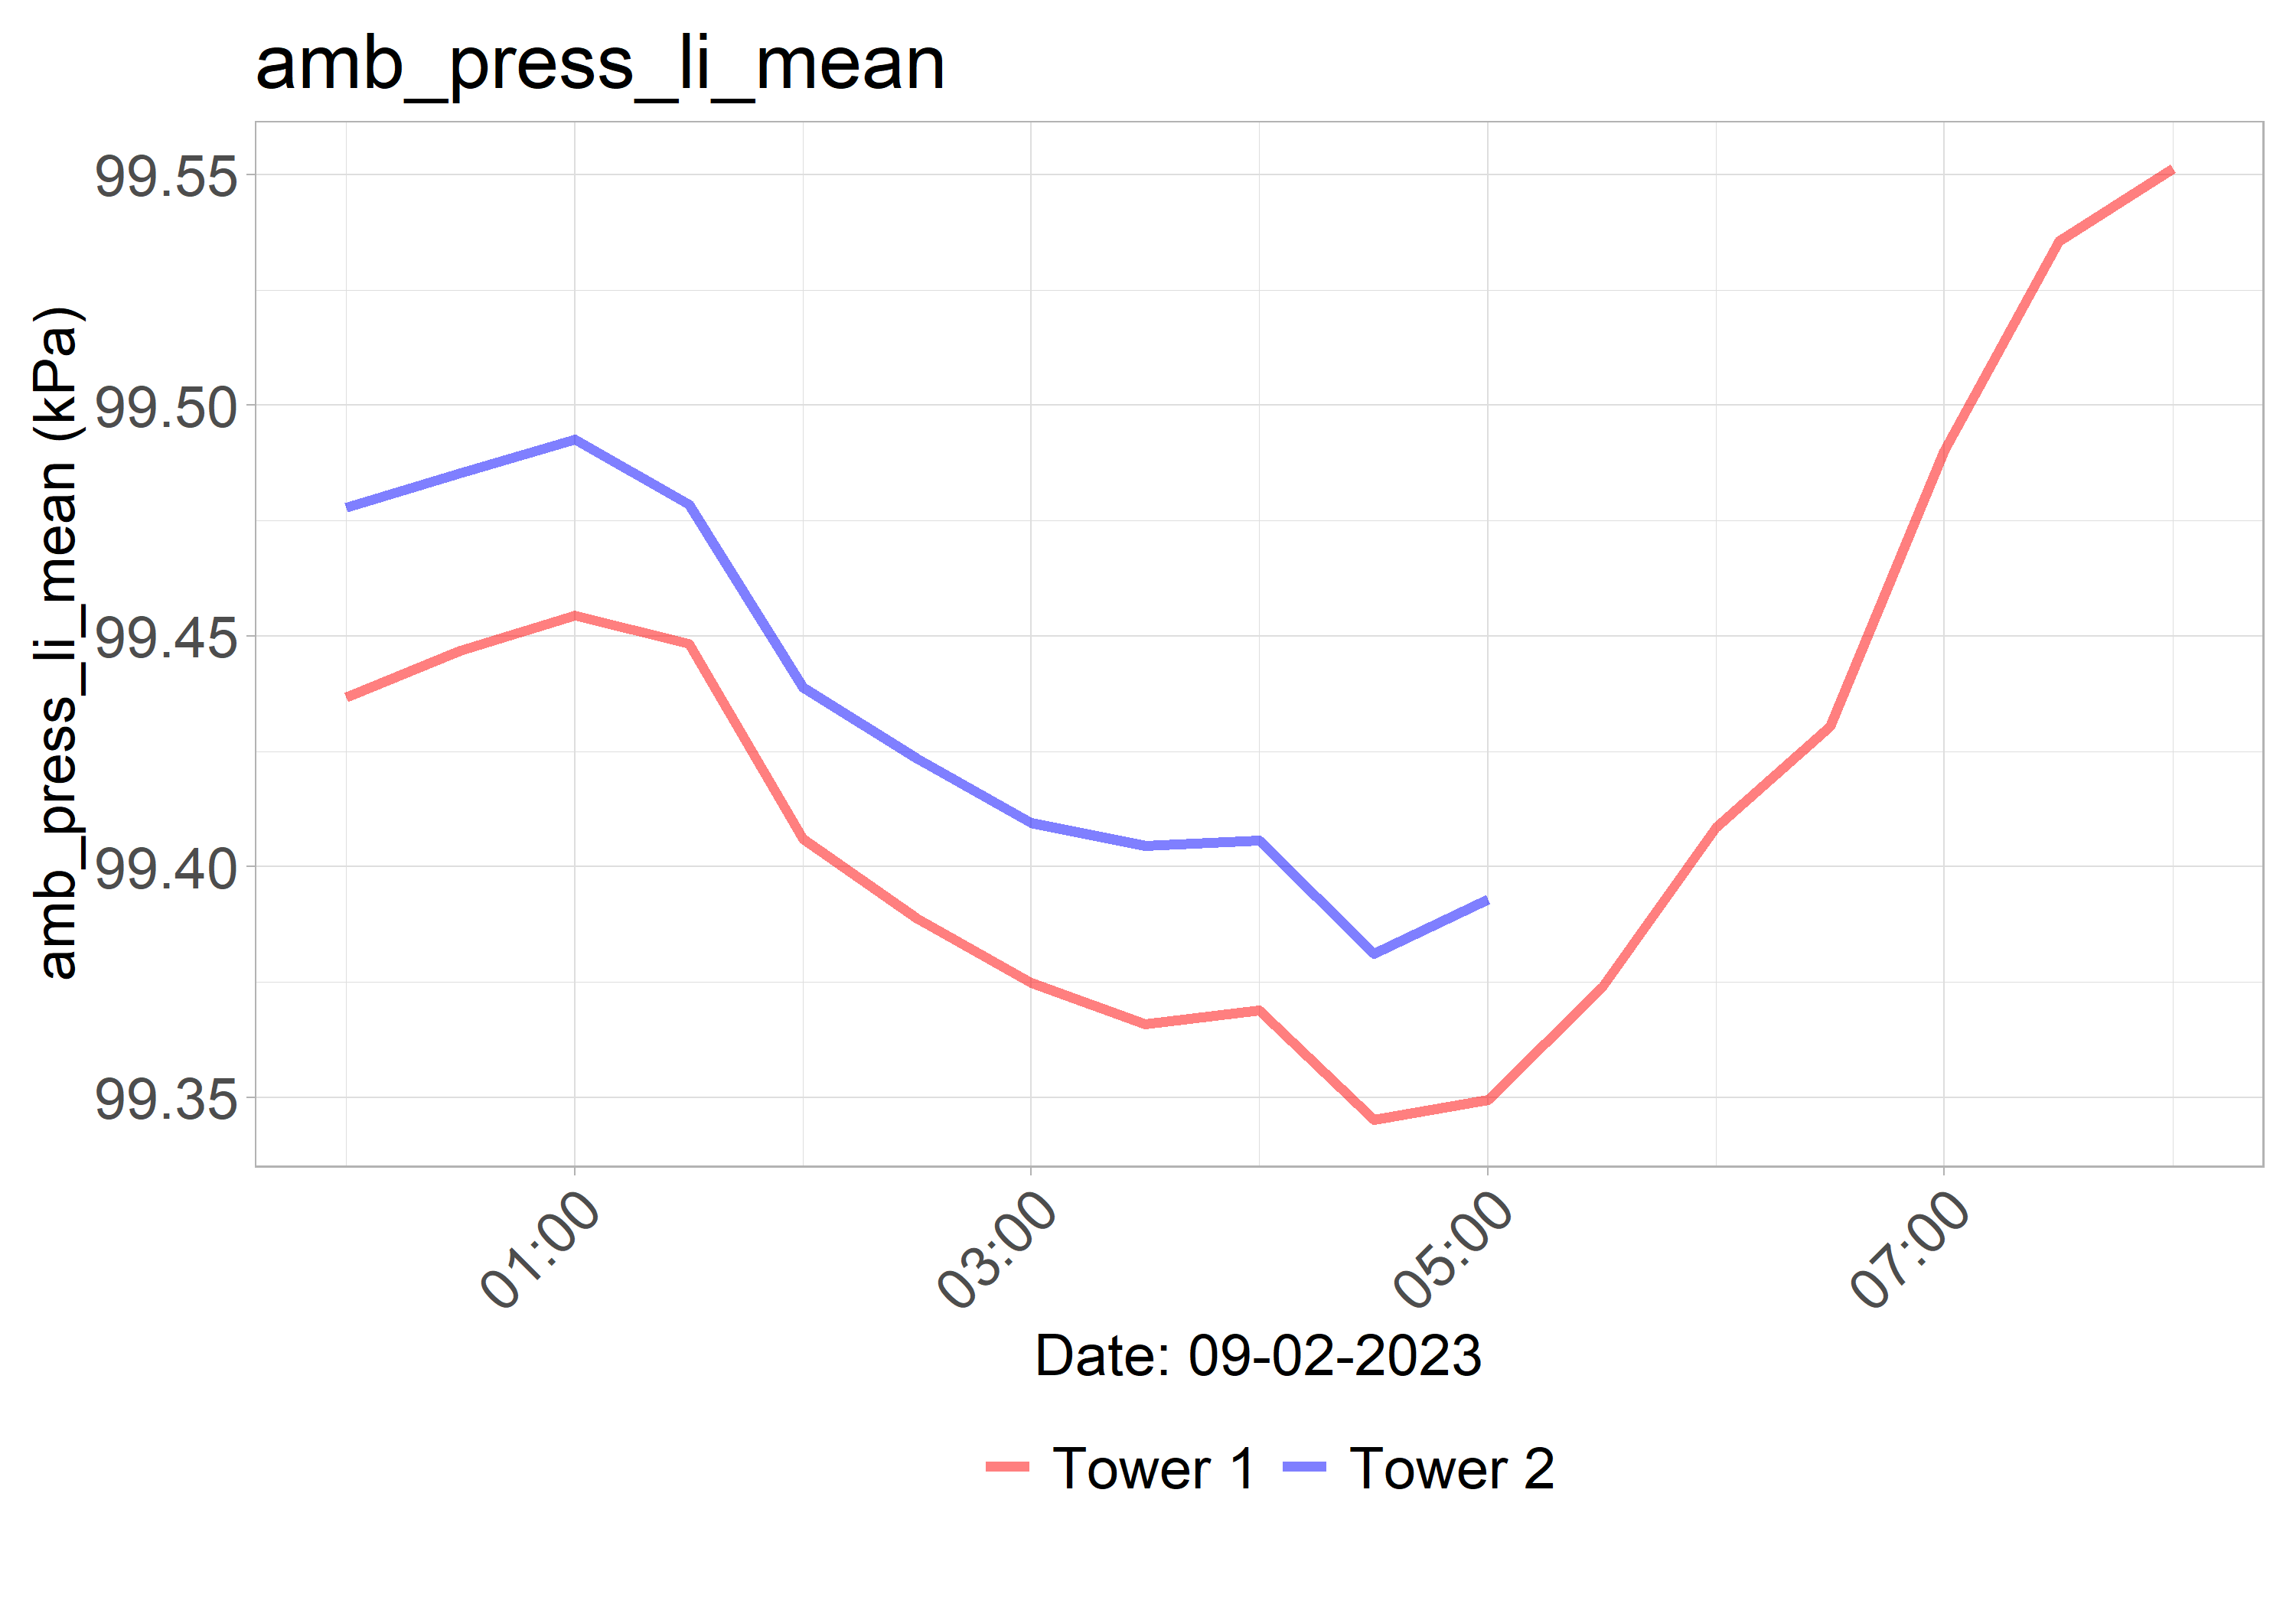 amb_press_li_mean
amb_press_li_mean (kPa)
99.55
99.50
99.45
99.40
99.35
01:00
03:00
05:00
07:00
Date: 09-02-2023
Tower 1
Tower 2